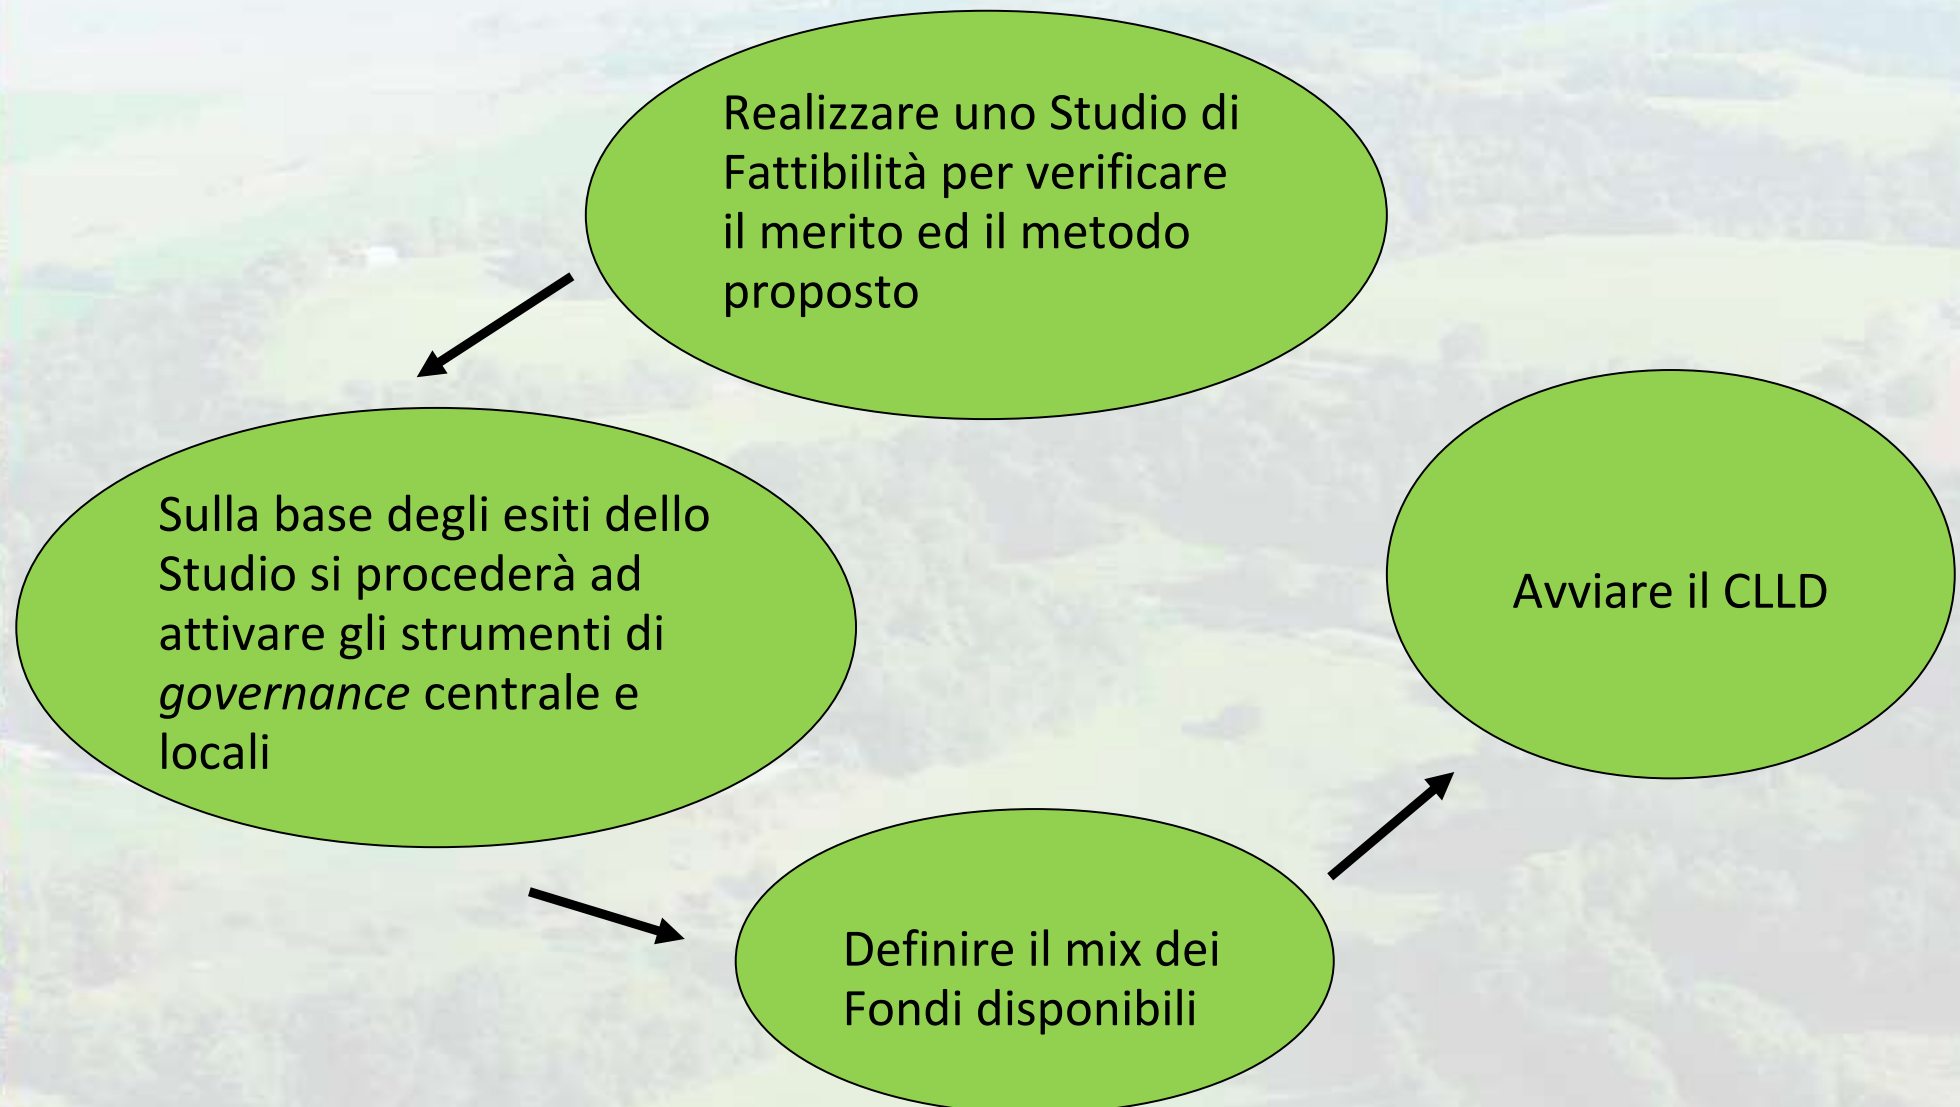 Realizzare uno Studio di
Fattibilità per verificare
il merito ed il metodo
proposto
Sulla base degli esiti dello
Studio si procederà ad
attivare gli strumenti di
governance centrale e
locali
Definire il mix dei
Fondi disponibili
Avviare il CLLD